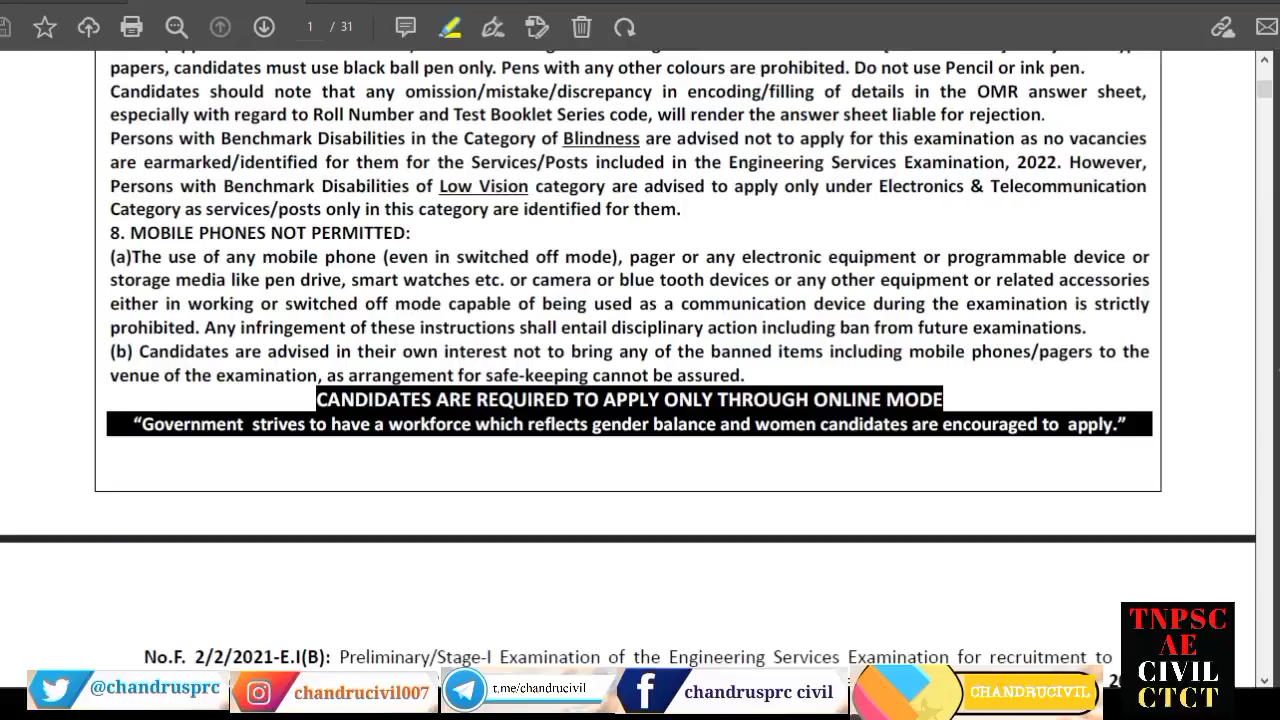 1 / 31
papers, candidates must use black ball pen only. Pens with any other colours are prohibited. Do not use Pencil or ink pen.
Candidates should note that any omission/mistake/discrepancy in encoding/filling of details in the OMR answer sheet,
especially with regard to Roll Number and Test Booklet Series code, will render the answer sheet liable for rejection.
Persons with Benchmark Disabilities in the Category of Blindness are advised not to apply for this examination as no vacancies
are earmarked/identified for them for the Services/Posts included in the Engineering Services Examination, 2022. However,
Persons with Benchmark Disabilities of Low Vision category are advised to apply only under Electronics & Telecommunication
Category as services/posts only in this category are identified for them.
8. MOBILE PHONES NOT PERMITTED:
(a)The use of any mobile phone (even in switched off mode), pager or any electronic equipment or programmable device or
storage media like pen drive, smart watches etc. or camera or blue tooth devices or any other equipment or related accessories
either in working or switched off mode capable of being used as a communication device during the examination is strictly
prohibited. Any infringement of these instructions shall entail disciplinary action including ban from future examinations.
(b) Candidates are advised in their own interest not to bring any of the banned items including mobile phones/pagers to the
venue of the examination, as arrangement for safe-keeping cannot be assured.
CANDIDATES ARE REQUIRED TO APPLY ONLY THROUGH ONLINE MODE
“Government strives to have a workforce which reflects gender balance and women candidates are encouraged to apply.”
No.F. 2/2/2021-E.I(B): Preliminary/Stage-I Examination of the Engineering Services Examination for recruitment to
@chandrusprc
chandrucivil007
t.me/chandrucivil
chandrusprc civil
CHANDRUCIVIL
TNPSC
AE
CIVIL
CTCT